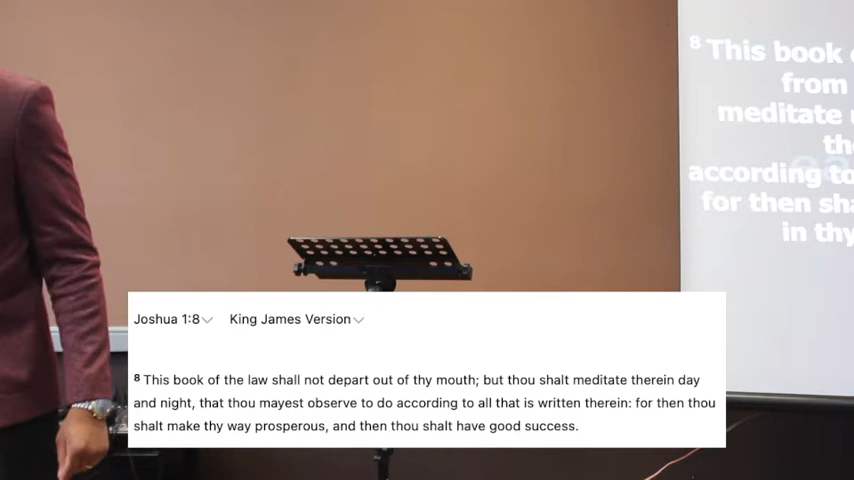 8 This book
from
meditate
according to
for then
in thy
Joshua 1:8 King James Version
8 This book of the law shall not depart out of thy mouth; but thou shalt meditate therein day
and night, that thou mayest observe to do according to all that is written therein: for then thou
shalt make thy way prosperous, and then thou shalt have good success.